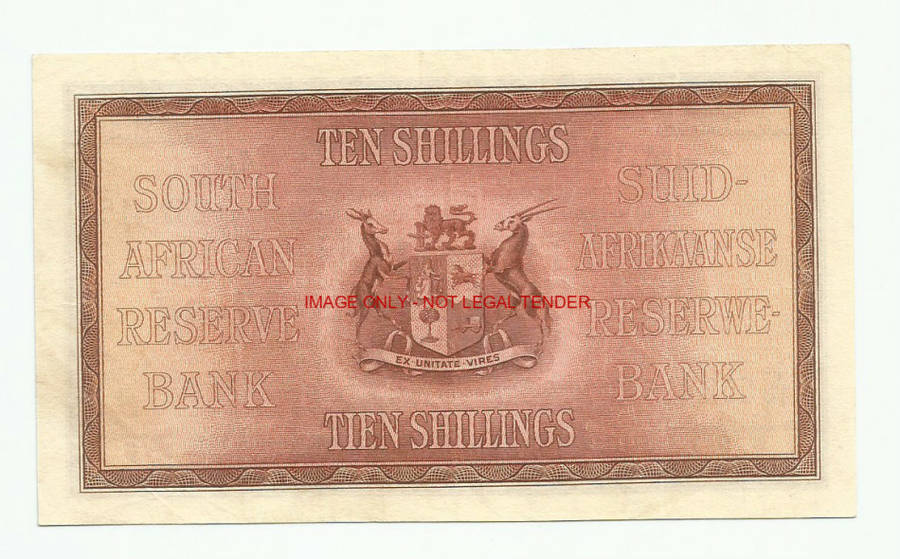 TEN SHILLINGS
SOUTH
AFRICAN
RESERVE
BANK
SUID-
AFRIKAANSE
RESERWE-
BANK
IMAGE ONLY - NOT LEGAL TENDER
EX·UNITATE·VIRES
TIEN SHILLINGS